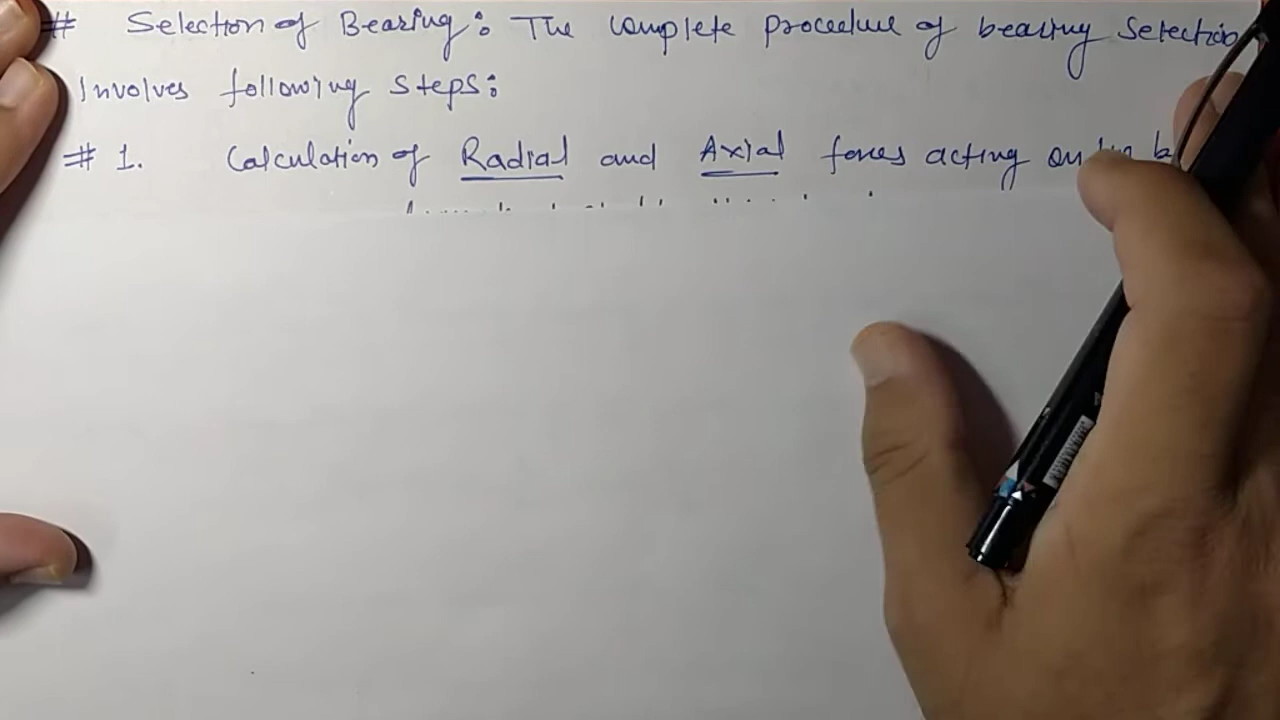 # Selection of Bearing: The complete procedure of bearing Selection
Involves following steps:
# 1. Calculation of Radial and Axial forces acting on